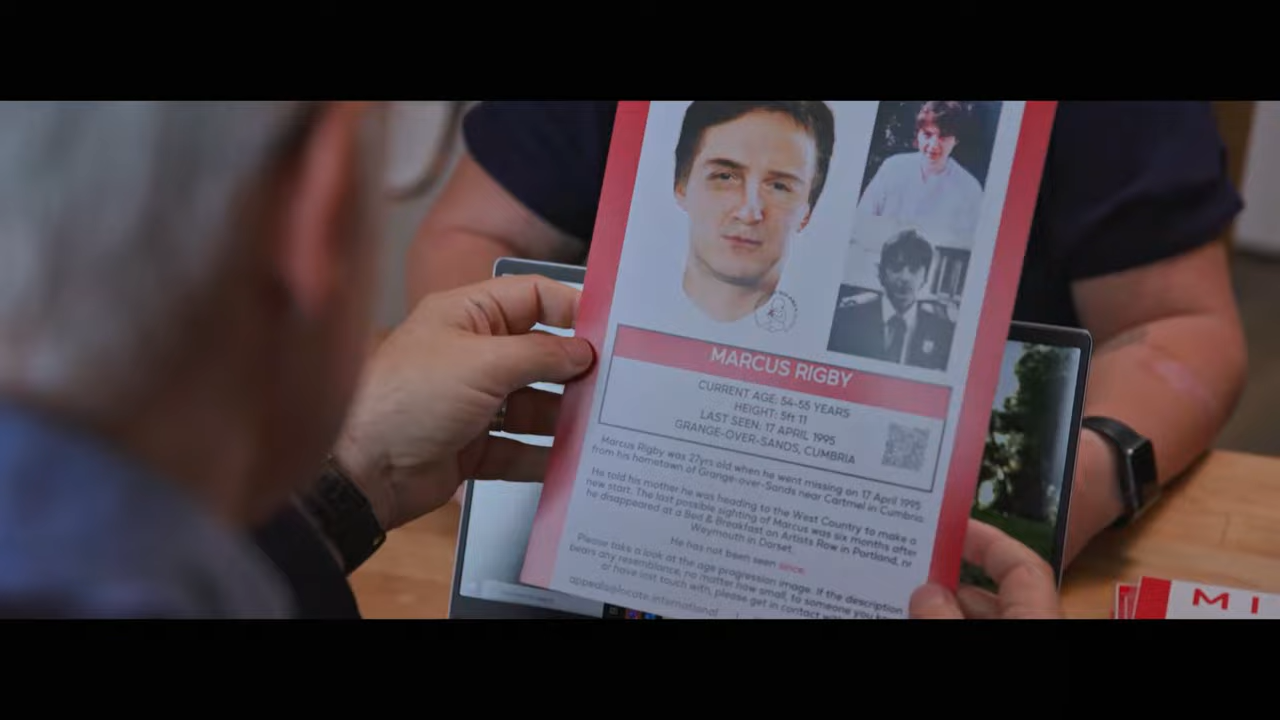 MARCUS RIGBY
CURRENT AGE: 54-55 YEARS
HEIGHT: 5ft 11
LAST SEEN: 17 APRIL 1995
GRANGE-OVER-SANDS, CUMBRIA
Marcus Rigby was 27yrs old when he went missing on 17 April 1995
from his hometown of Grange-over-Sands near Cartmel in Cumbria.
He told his mother he was heading to the West Country to make a
new start. The last possible sighting of Marcus was six months after
he disappeared at a Bed & Breakfast on Artists Row in Portland, nr
Weymouth in Dorset.
He has not been seen since.
Please take a look at the age progression image. If the description
bears any resemblance, no matter how small, to someone you
or have lost touch with, please get in contact
appeals@locate.international
MI